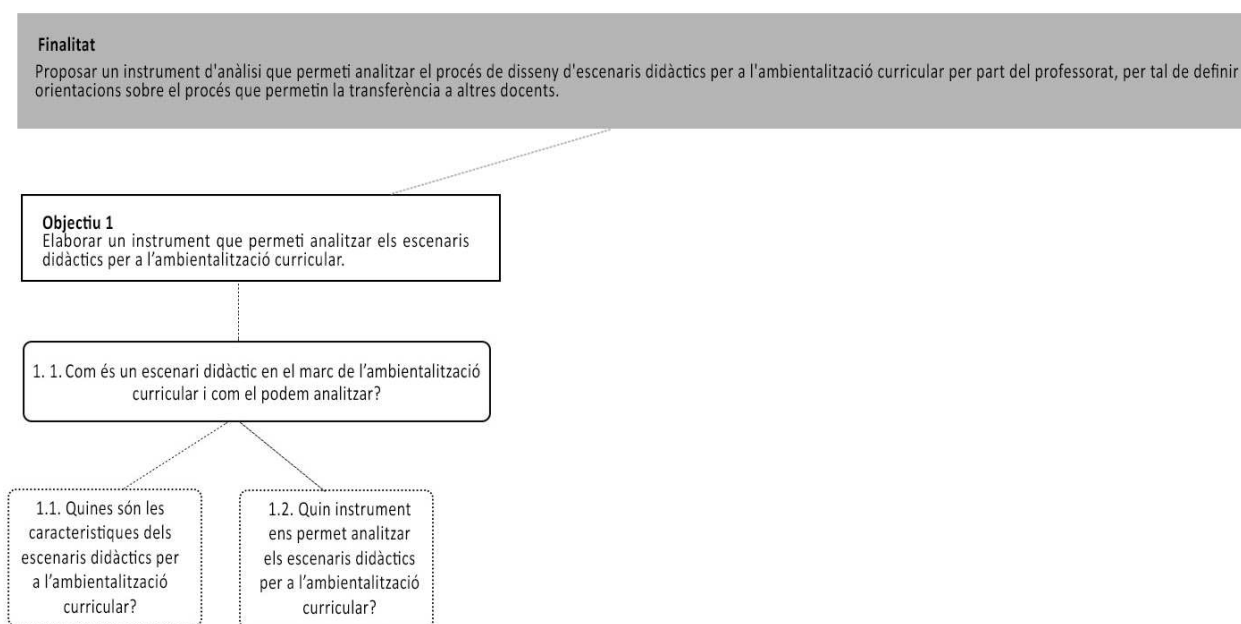 Finalitat
Proposar un instrument d'anàlisi que permeti analitzar el procés de disseny d'escenaris didàctics per a l'ambientalització curricular per part del professorat, per tal de definir
orientacions sobre el procés que permetin la transferència a altres docents.
Objectiu 1
Elaborar un instrument que permeti analitzar els escenaris
didàctics per a l’ambientalització curricular.
1. 1. Com és un escenari didàctic en el marc de l’ambientalització
curricular i com el podem analitzar?
1.1. Quines són les
caracteristiques dels
escenaris didàctics per
a l’ambientalització
curricular?
1.2. Quin instrument
ens permet analitzar
els escenaris didàctics
per a l’ambientalització
curricular?